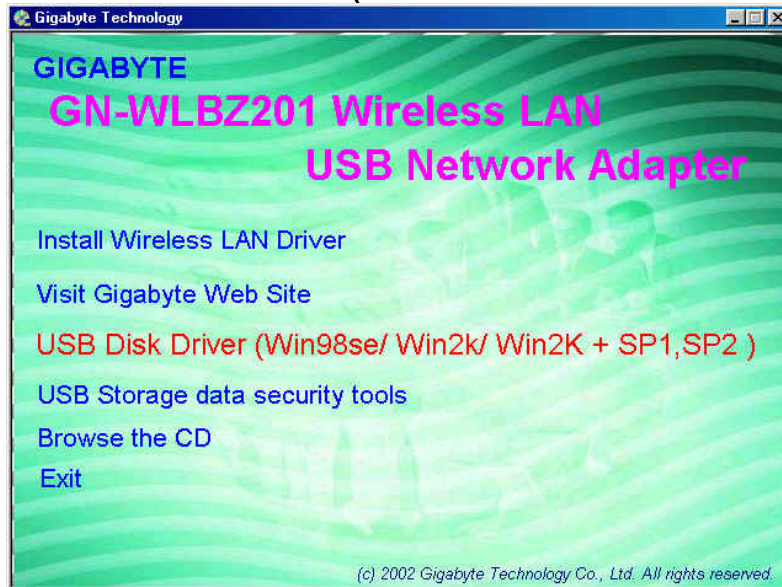 Gigabyte Technology
GIGABYTE
GN-WLBZ201 Wireless LAN
USB Network Adapter
Install Wireless LAN Driver
Visit Gigabyte Web Site
USB Disk Driver (Win98se/ Win2k/ Win2K + SP1,SP2 )
USB Storage data security tools
Browse the CD
Exit
(c) 2002 Gigabyte Technology Co., Ltd. All rights reserved.